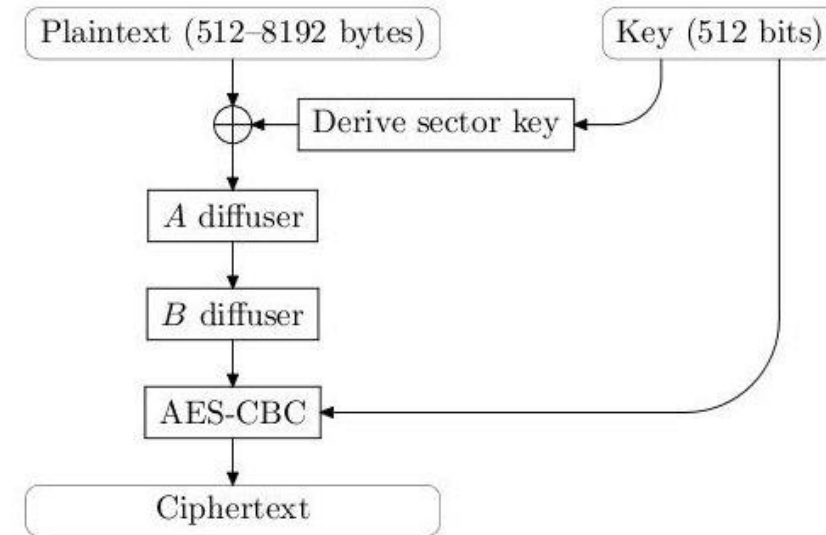 Plaintext (512–8192 bytes)
Key (512 bits)
Derive sector key
A diffuser
B diffuser
AES-CBC
Ciphertext